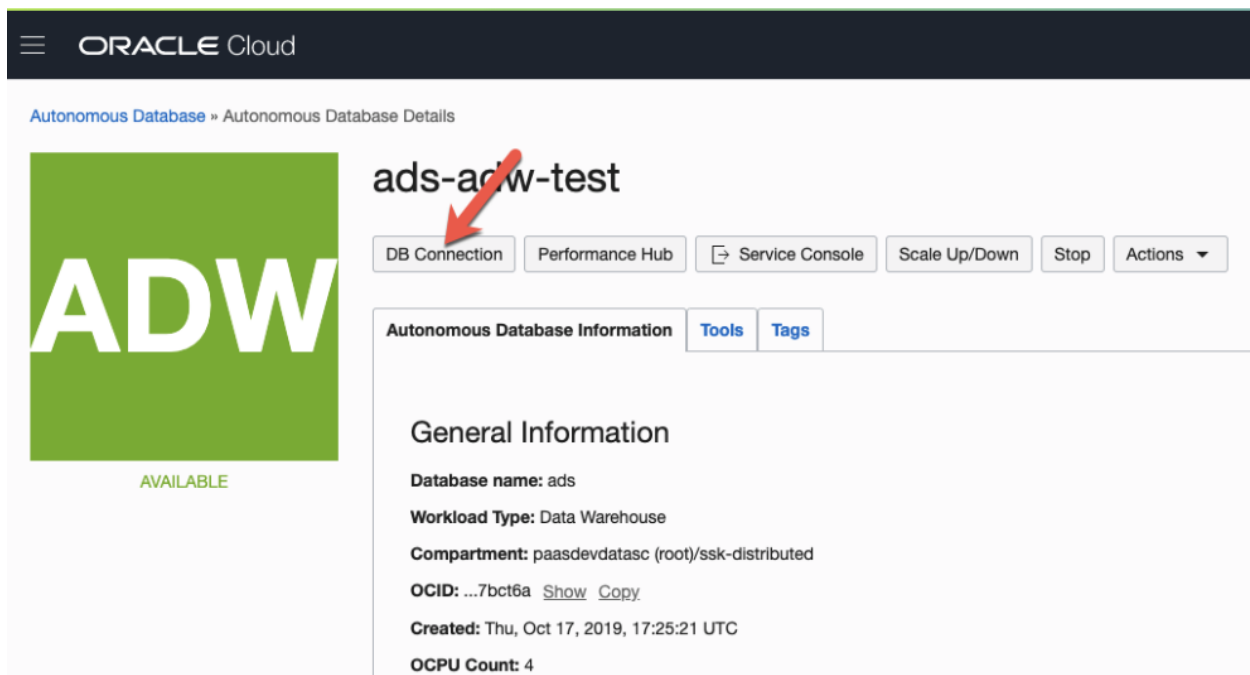 ORACLE Cloud
Autonomous Database » Autonomous Database Details
ADW
AVAILABLE
ads-adw-test
DB Connection Performance Hub Service Console Scale Up/Down Stop Actions
Autonomous Database Information Tools Tags
General Information
Database name: ads
Workload Type: Data Warehouse
Compartment: paasdevdatasc (root)/ssk-distributed
OCID: ...7bct6a Show Copy
Created: Thu, Oct 17, 2019, 17:25:21 UTC
OCPU Count: 4